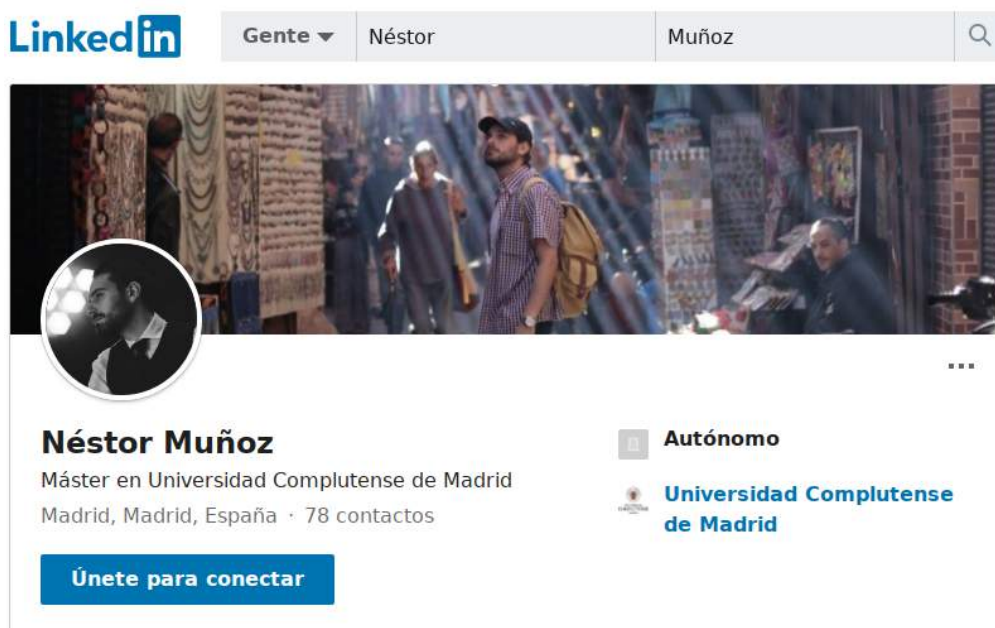 Linkedin
Gente
Néstor
Muñoz
Néstor Muñoz
Máster en Universidad Complutense de Madrid
Madrid, Madrid, España · 78 contactos
Únete para conectar
Autónomo
Universidad Complutense
de Madrid